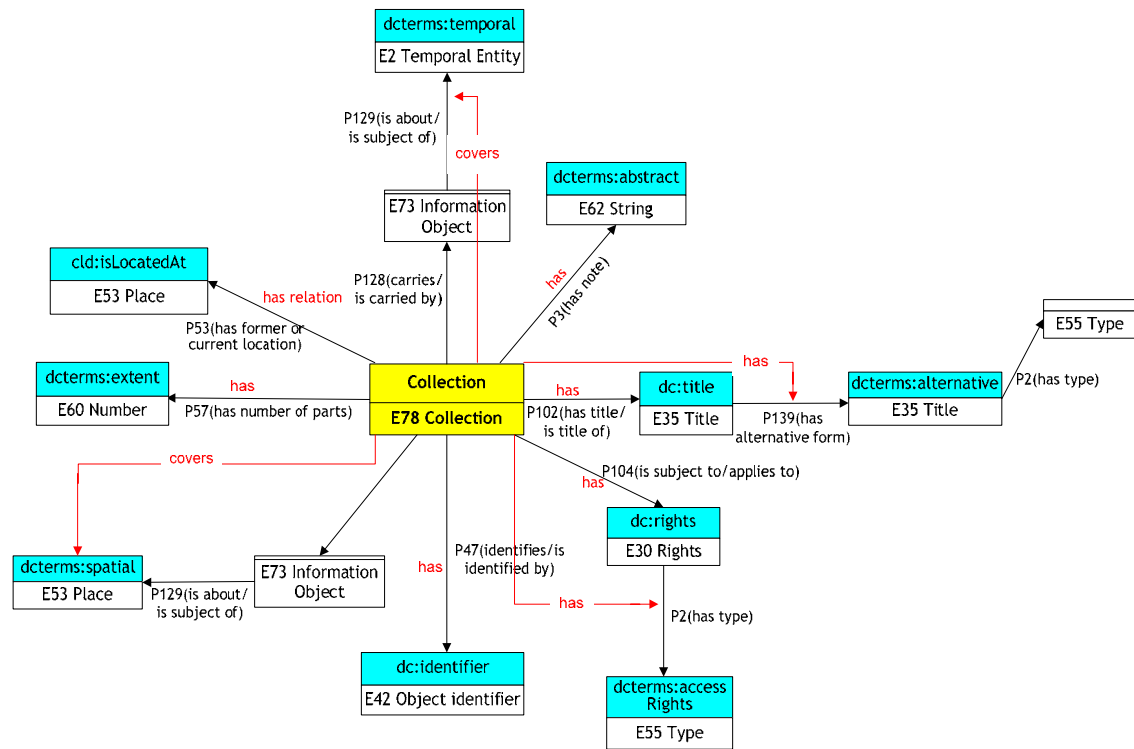 dcterms:temporal
E2 Temporal Entity
P129(is about/
is subject of)
covers
dcterms:abstract
E62 String
E73 Information
Object
cld:isLocatedAt
E53 Place
has relation
P128(carries/
is carried by)
has
P3(has note)
P53(has former or
current location)
E55 Type
dcterms:extent
E60 Number
has
P57(has number of parts)
Collection
E78 Collection
has
P102(has title/
is title of)
dc:title
E35 Title
has
P139(has
alternative form)
dcterms:alternative
E35 Title
P2(has type)
covers
P104(is subject to/applies to)
has
dc:rights
E30 Rights
dcterms:spatial
E53 Place
P129(is about/
is subject of)
E73 Information
Object
P47(identifies/is
identified by)
has
has
P2(has type)
dc:identifier
E42 Object identifier
dcterms:access
Rights
E55 Type